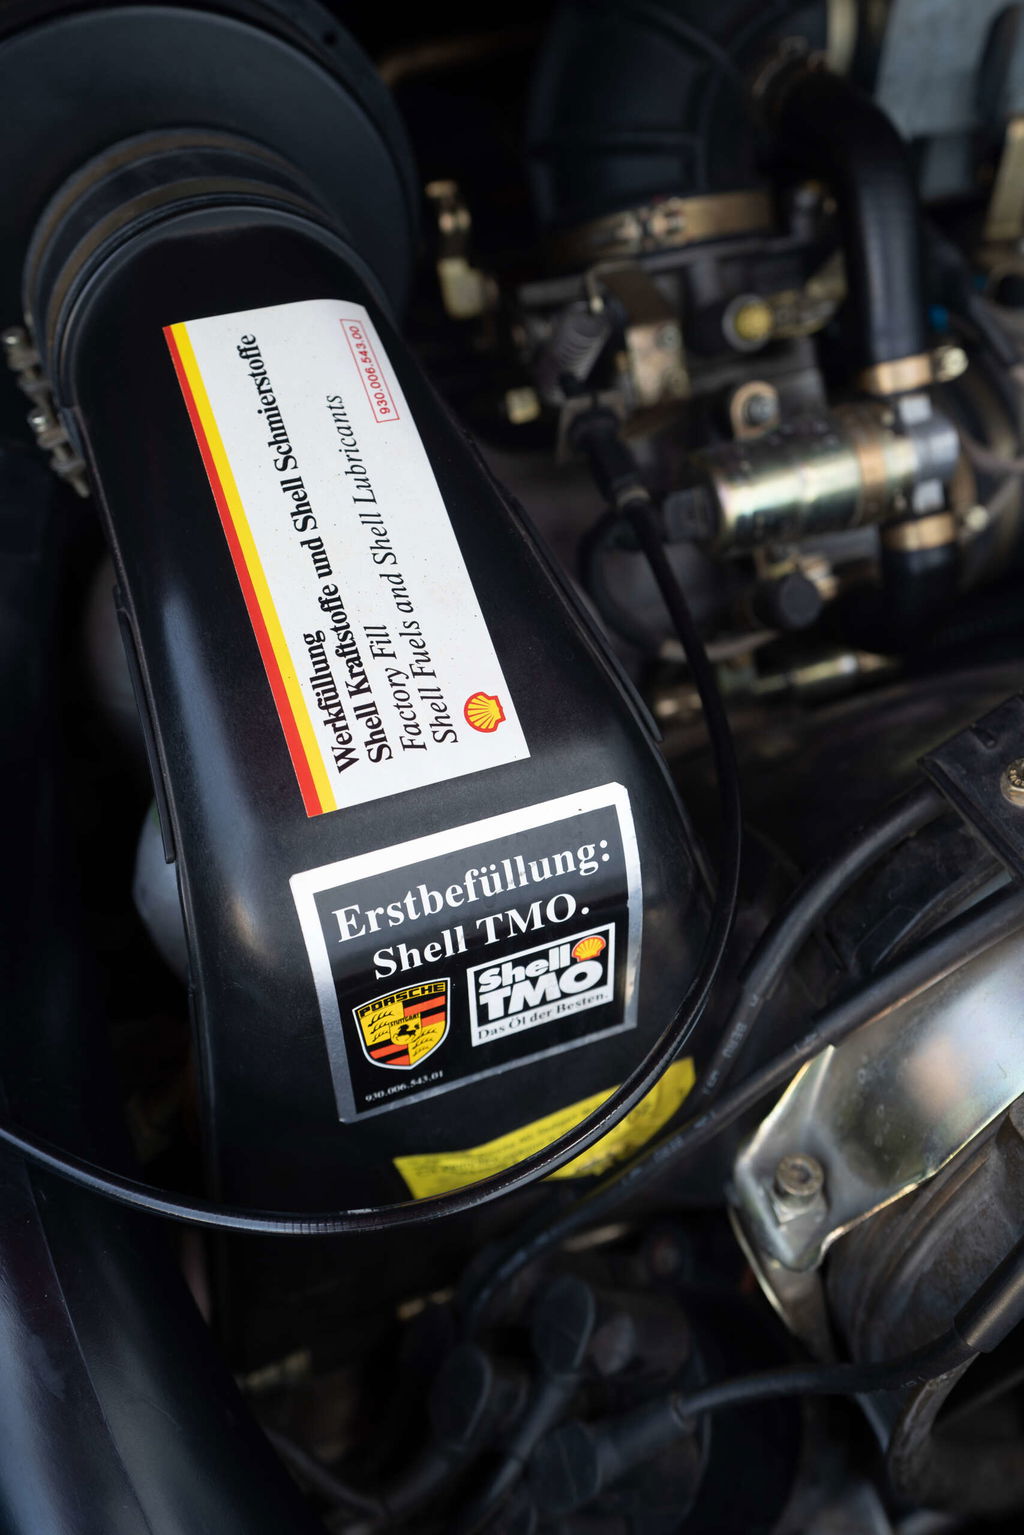 930.006.543.00
Werkfüllung
Shell Kraftstoffe und Shell Schmierstoffe
Factory Fill
Shell Fuels and Shell Lubricants
Erstbefüllung:
Shell TMO.
PORSCHE
STUTTGART
Shell
TMO
Das Öl der Besten.
930.006.543.01